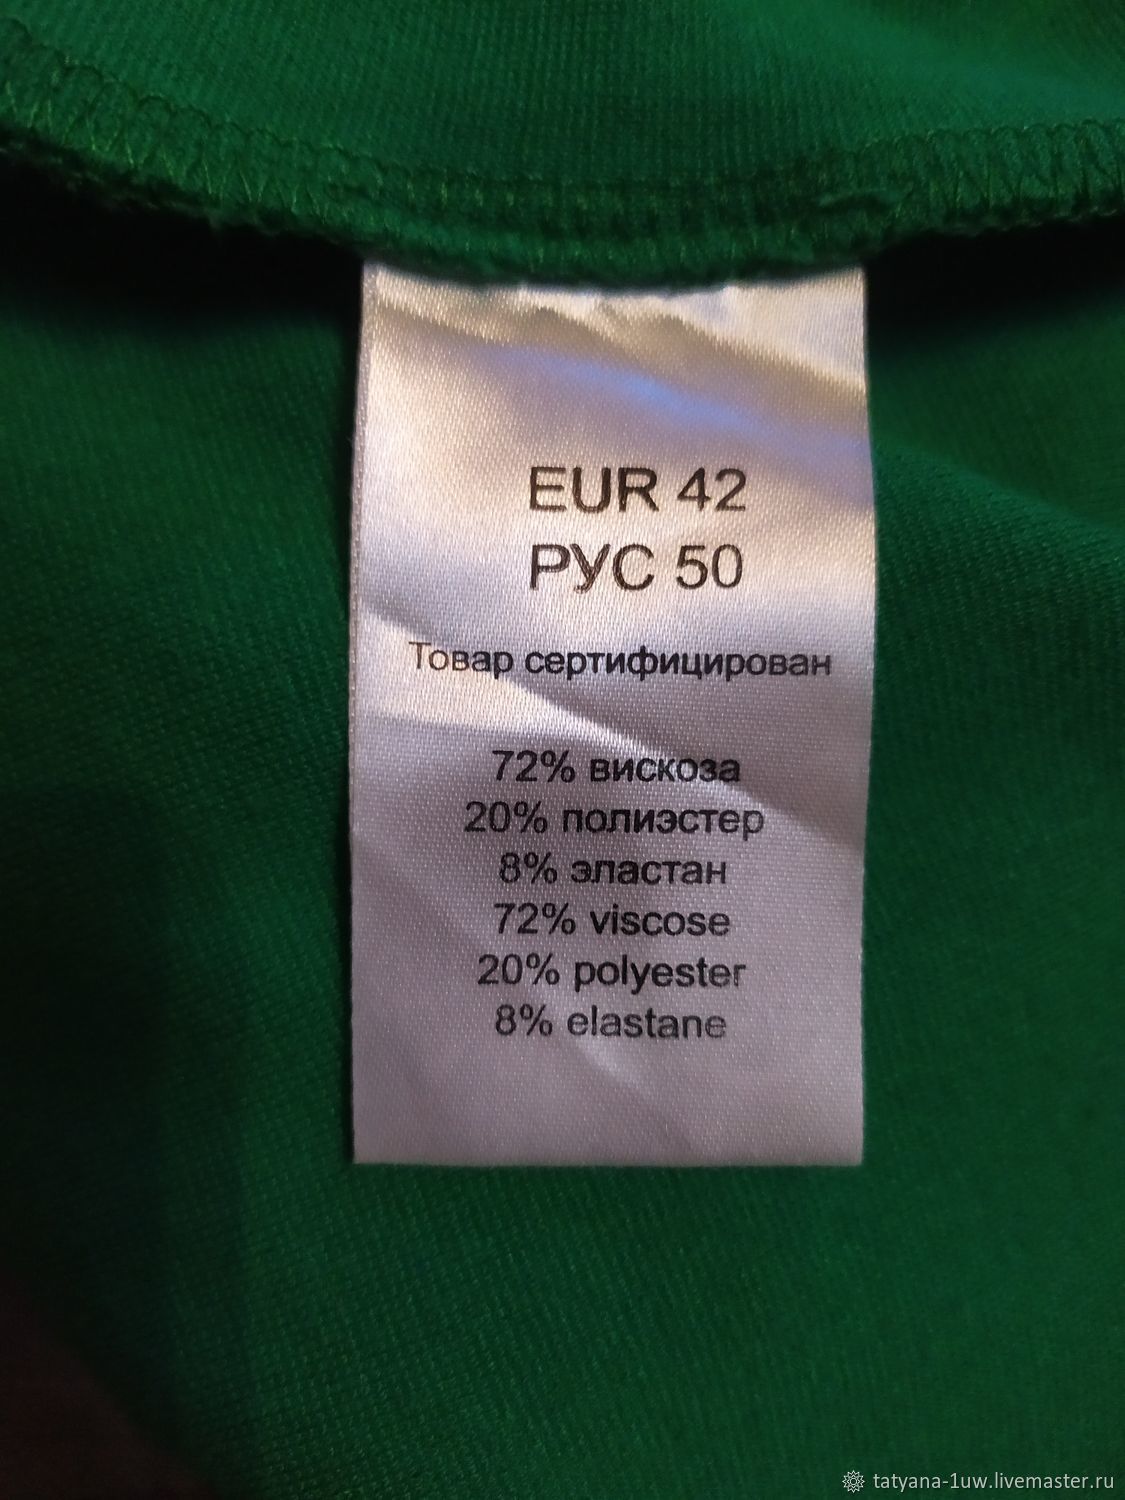 EUR 42
РУС 50
Товар сертифицирован
72% вискоза
20% полиэстер
8% эластан
72% viscose
20% polyester
8% elastane
tatyana-1uw.livemaster.ru